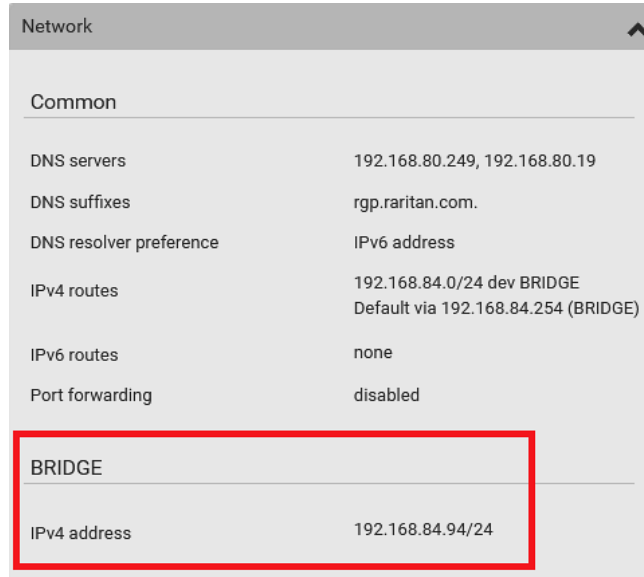 Network
Common
DNS servers 192.168.80.249, 192.168.80.19
DNS suffixes rgp.raritan.com.
DNS resolver preference IPv6 address
IPv4 routes 192.168.84.0/24 dev BRIDGE
Default via 192.168.84.254 (BRIDGE)
IPv6 routes none
Port forwarding disabled
BRIDGE
IPv4 address 192.168.84.94/24